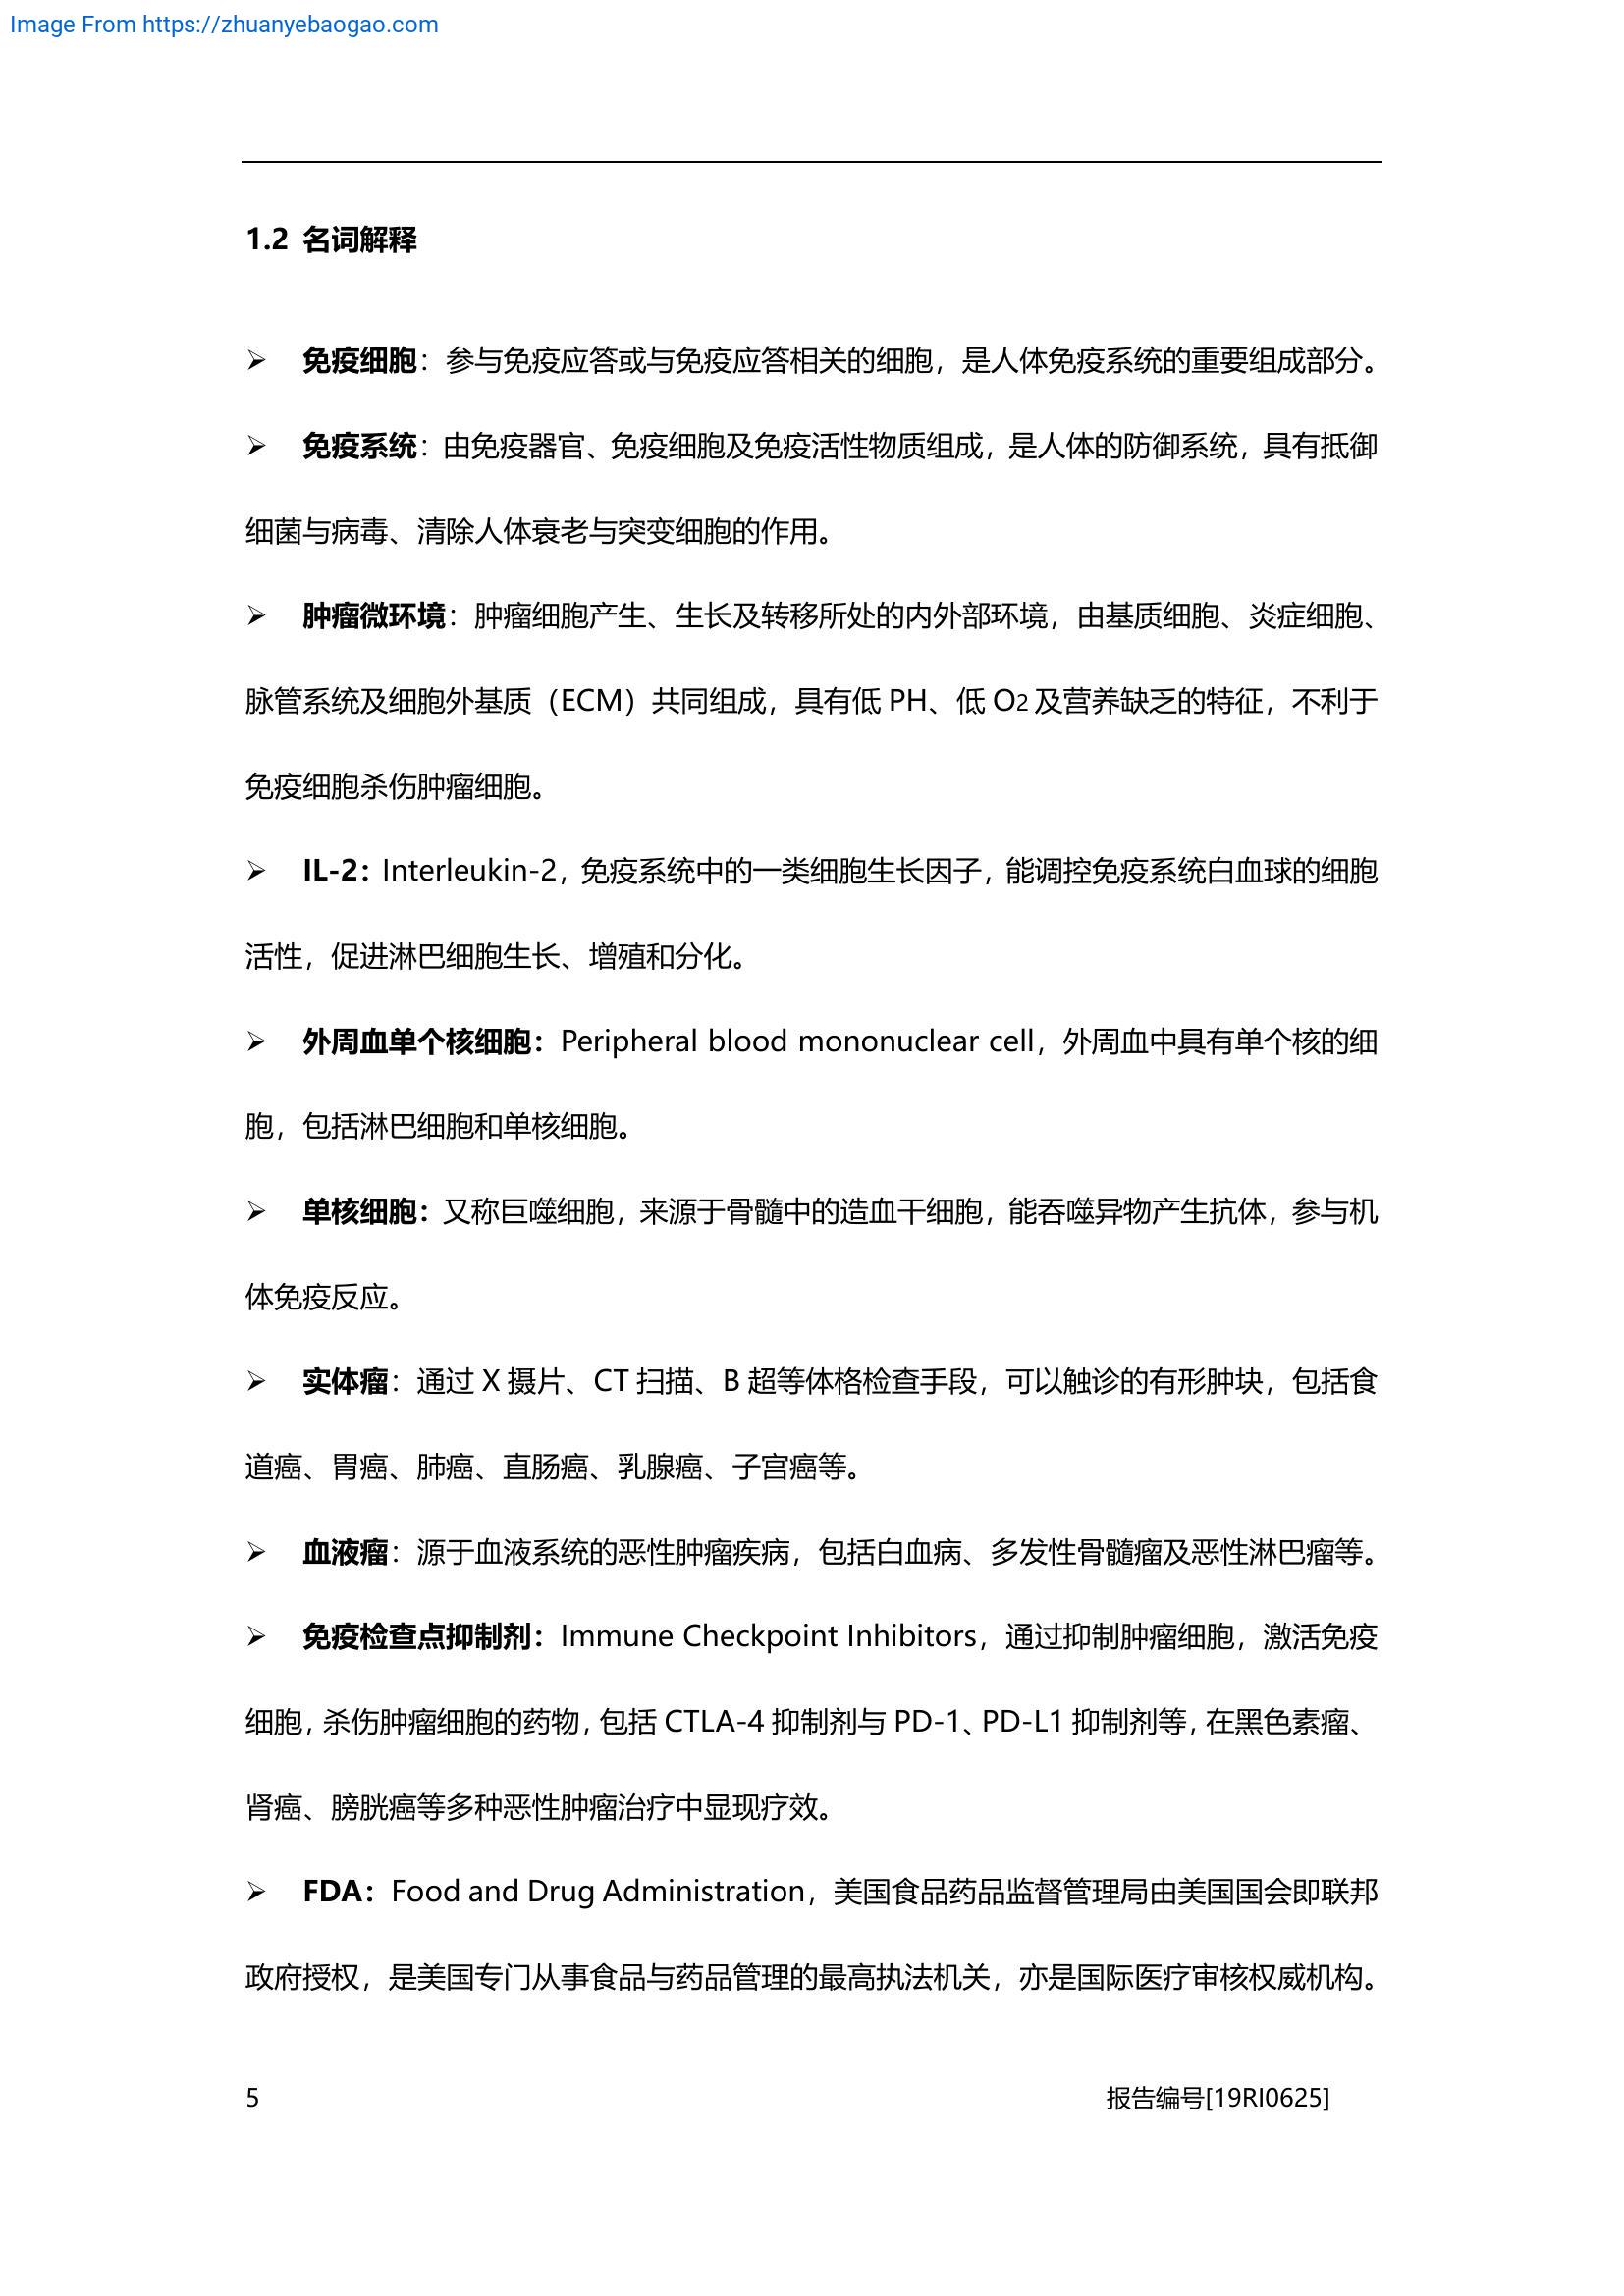 Image From https://zhuanyebaogao.com
1.2 名词解释
➢ 免疫细胞：参与免疫应答或与免疫应答相关的细胞，是人体免疫系统的重要组成部分。
➢ 免疫系统：由免疫器官、免疫细胞及免疫活性物质组成，是人体的防御系统，具有抵御
细菌与病毒、清除人体衰老与突变细胞的作用。
➢ 肿瘤微环境：肿瘤细胞产生、生长及转移所处的内外部环境，由基质细胞、炎症细胞、
脉管系统及细胞外基质（ECM）共同组成，具有低 PH、低 O2 及营养缺乏的特征，不利于
免疫细胞杀伤肿瘤细胞。
➢ IL-2：Interleukin-2，免疫系统中的一类细胞生长因子，能调控免疫系统白血球的细胞
活性，促进淋巴细胞生长、增殖和分化。
➢ 外周血单个核细胞：Peripheral blood mononuclear cell，外周血中具有单个核的细
胞，包括淋巴细胞和单核细胞。
➢ 单核细胞：又称巨噬细胞，来源于骨髓中的造血干细胞，能吞噬异物产生抗体，参与机
体免疫反应。
➢ 实体瘤：通过 X 摄片、CT 扫描、B 超等体格检查手段，可以触诊的有形肿块，包括食
道癌、胃癌、肺癌、直肠癌、乳腺癌、子宫癌等。
➢ 血液瘤：源于血液系统的恶性肿瘤疾病，包括白血病、多发性骨髓瘤及恶性淋巴瘤等。
➢ 免疫检查点抑制剂：Immune Checkpoint Inhibitors，通过抑制肿瘤细胞，激活免疫
细胞，杀伤肿瘤细胞的药物，包括 CTLA-4 抑制剂与 PD-1、PD-L1 抑制剂等，在黑色素瘤、
肾癌、膀胱癌等多种恶性肿瘤治疗中显现疗效。
➢ FDA：Food and Drug Administration，美国食品药品监督管理局由美国国会即联邦
政府授权，是美国专门从事食品与药品管理的最高执法机关，亦是国际医疗审核权威机构。
5 报告编号[19RI0625]